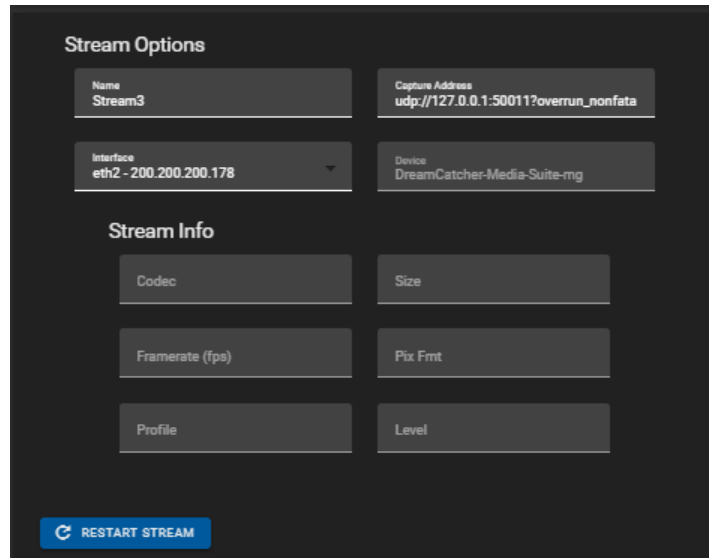 Stream Options
Name
Stream3
Capture Address
udp://127.0.0.1:50011?overrun_nonfata
Interface
eth2 - 200.200.200.178
Device
DreamCatcher-Media-Suite-mg
Stream Info
Codec
Size
Framerate (fps)
Pix Fmt
Profile
Level
RESTART STREAM